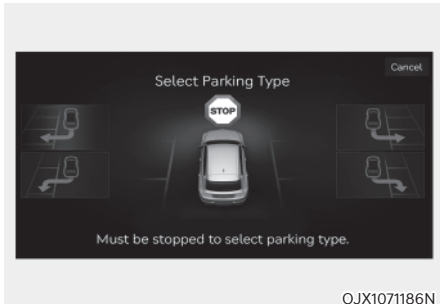 Cancel
Select Parking Type
STOP
Must be stopped to select parking type.
OJX1071186N